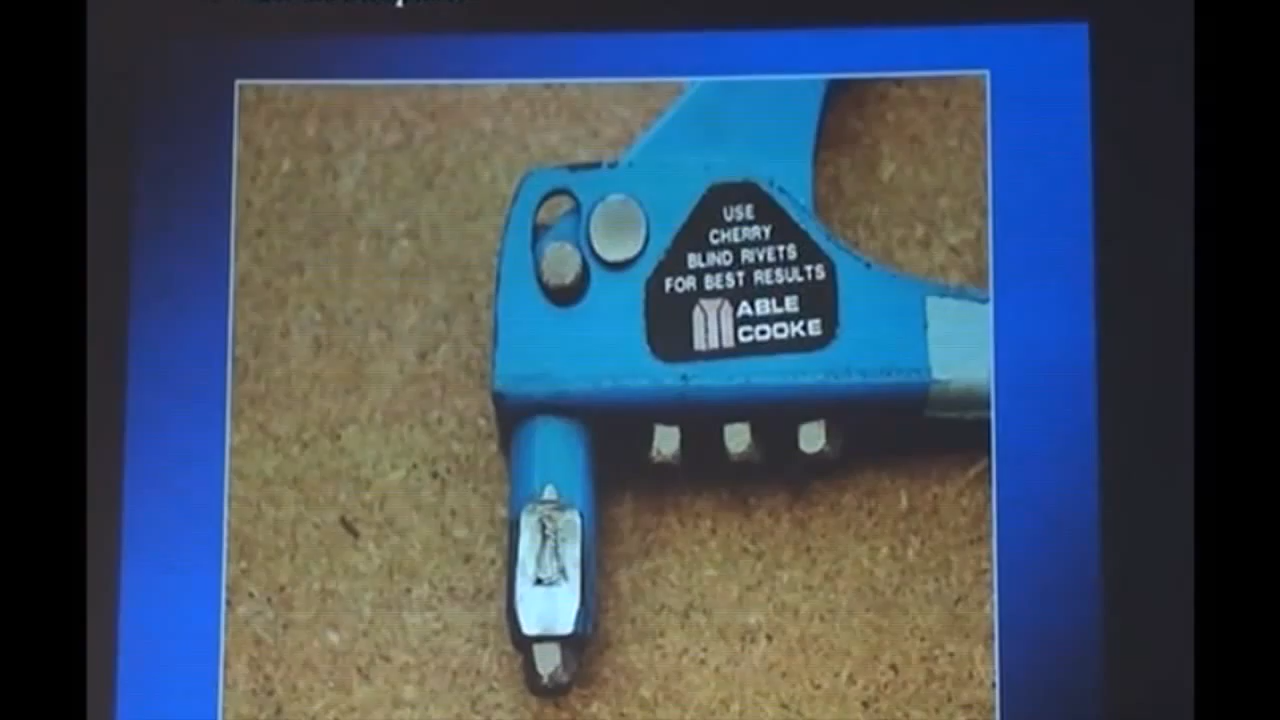 USE
CHERRY
BLIND RIVETS
FOR BEST RESULTS
ABLE
COOKE